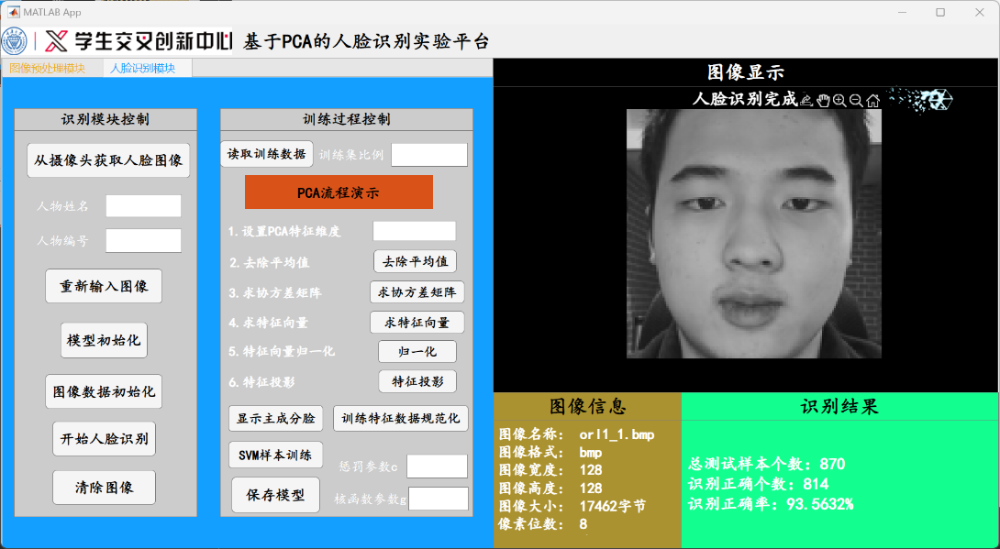 MATLAB App
学生交叉创新中心 基于PCA的人脸识别实验平台
图像预处理模块 人脸识别模块
识别模块控制
从摄像头获取人脸图像
人物姓名
人物编号
重新输入图像
模型初始化
图像数据初始化
开始人脸识别
清除图像
训练过程控制
读取训练数据 训练集比例
PCA流程演示
1.设置PCA特征维度
2.去除平均值 去除平均值
3.求协方差矩阵 求协方差矩阵
4.求特征向量 求特征向量
5.特征向量归一化 归一化
6.特征投影 特征投影
显示主成分脸 训练特征数据规范化
SVM样本训练 惩罚参数c
保存模型 核函数参数g
图像显示
人脸识别完成
图像信息
图像名称: orl1_1.bmp
图像格式: bmp
图像宽度: 128
图像高度: 128
图像大小: 17462字节
像素位数: 8
识别结果
总测试样本个数: 870
识别正确个数: 814
识别正确率: 93.5632%